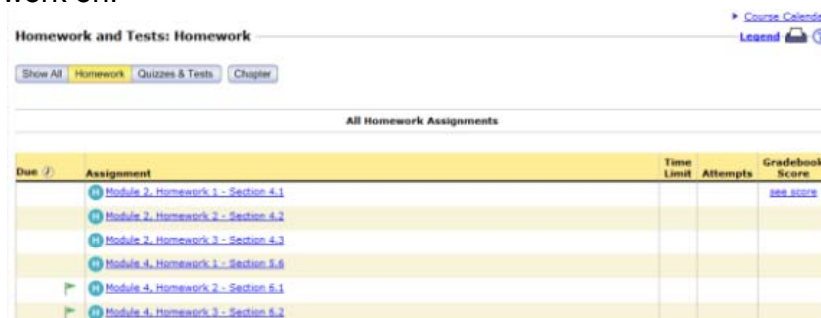 Course Calenda
Homework and Tests: Homework
Legend
Show All Homework Quizzes & Tests Chapter
All Homework Assignments
Due Assignment Time Limit Attempts Gradebook Score
H Module 2, Homework 1 - Section 4.1 see score
H Module 2, Homework 2 - Section 4.2
H Module 2, Homework 3 - Section 4.3
H Module 4, Homework 1 - Section 5.6
H Module 4, Homework 2 - Section 6.1
H Module 4, Homework 3 - Section 6.2